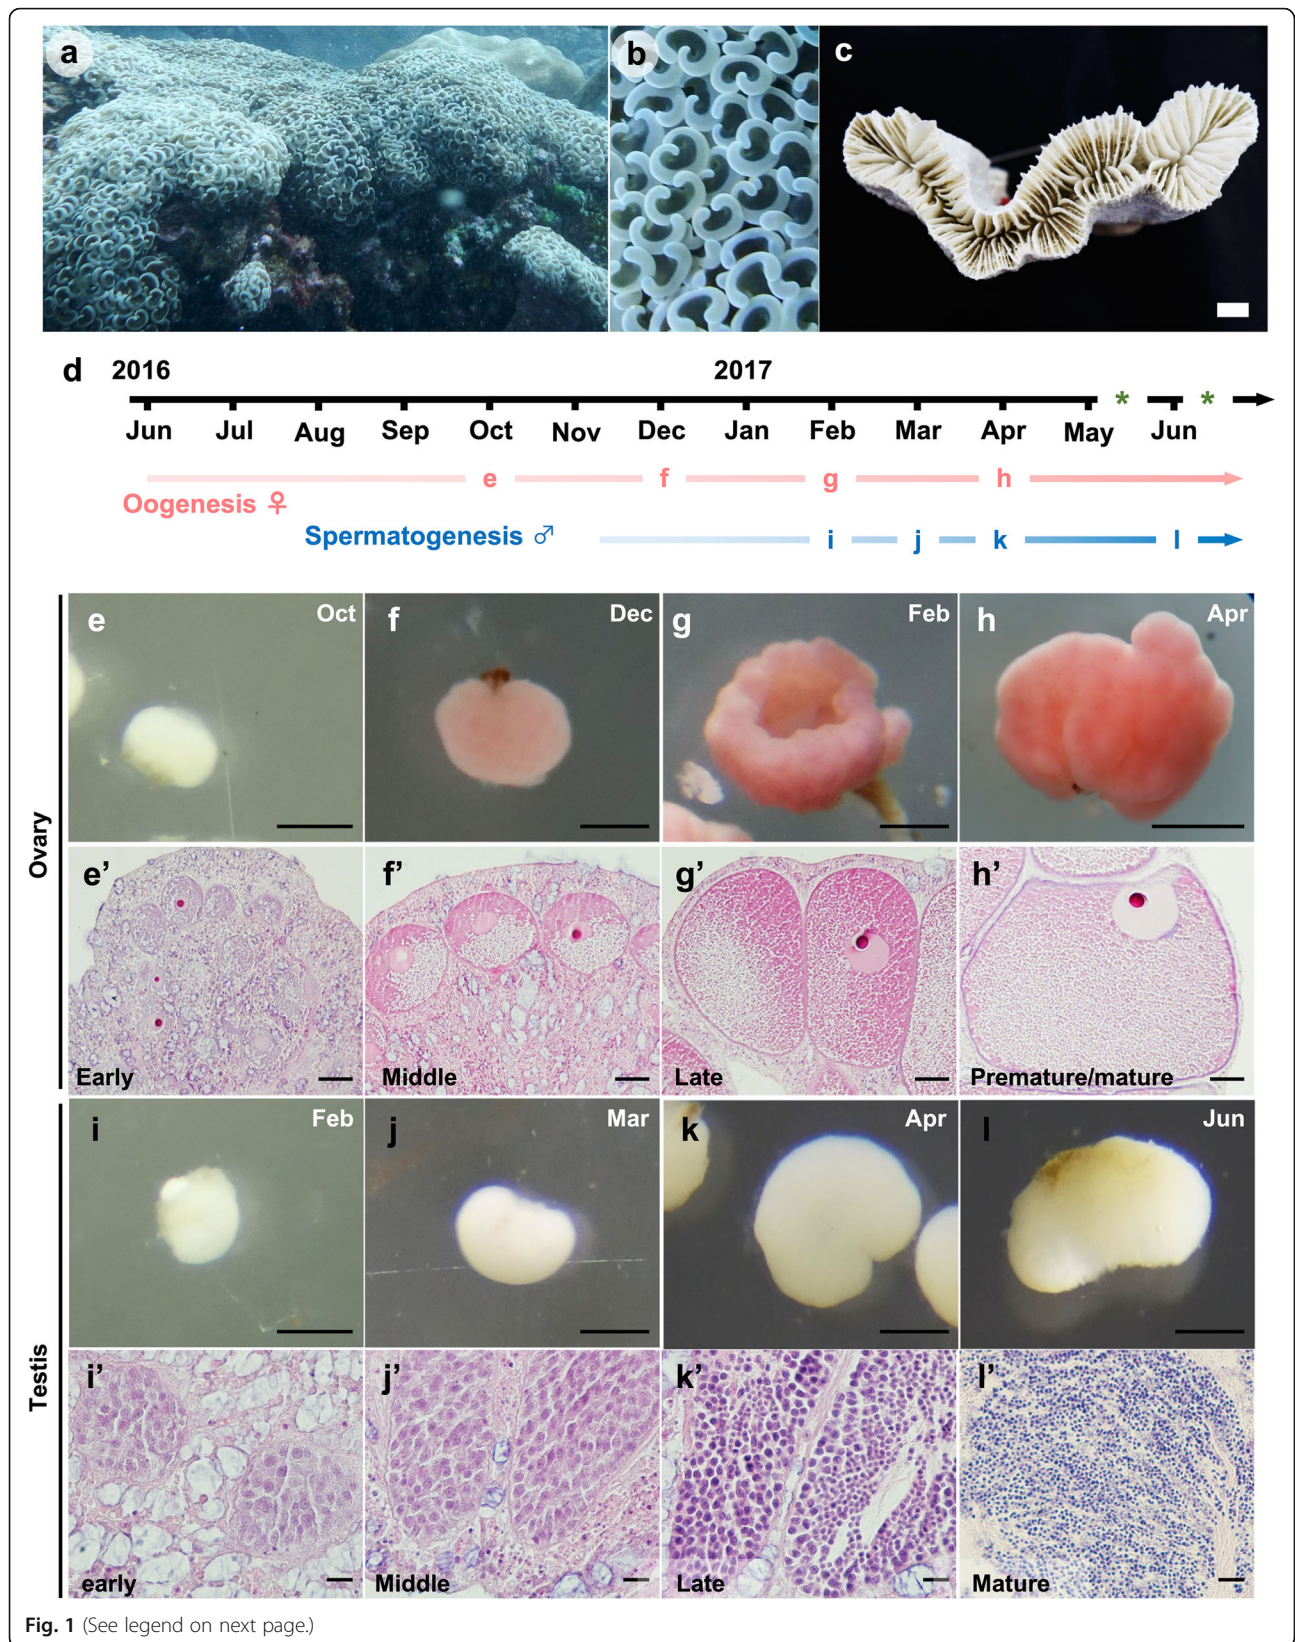 a b c
d 2016 2017
* *
Jun Jul Aug Sep Oct Nov Dec Jan Feb Mar Apr May Jun
e f g h
Oogenesis ♀
Spermatogenesis ♂ i j k l
e Oct f Dec g Feb h Apr
Ovary
e’ f’ g’ h’
Early Middle Late Premature/mature
i Feb j Mar k Apr l Jun
Testis
i’ j’ k’ l’
early Middle Late Mature
Fig. 1 (See legend on next page.)